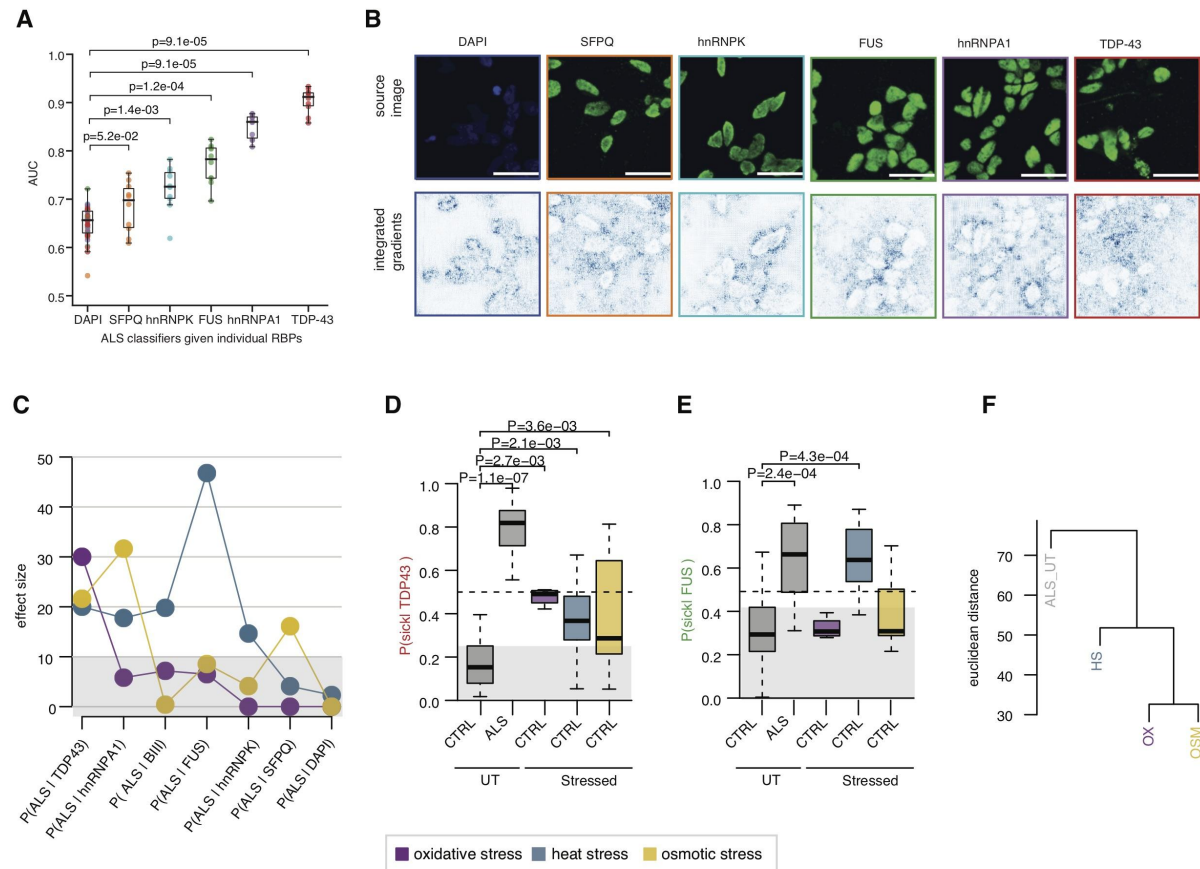 A
p=9.1e-05
p=9.1e-05
p=1.2e-04
p=1.4e-03
p=5.2e-02
1.0
0.9
0.8
0.7
0.6
0.5
AUC
DAPI SFPQ hnRNPK FUS hnRNPA1 TDP-43
ALS classifiers given individual RBPs
B
DAPI SFPQ hnRNPK FUS hnRNPA1 TDP-43
source
image
integrated
gradients
C
50
40
30
20
10
0
effect size
P(ALS I TDP43)
P(ALS I hnRNPA1)
P( ALS I BIII)
P(ALS I FUS)
P(ALS I hnRNPK)
P(ALS I SFPQ)
P(ALS I DAPI)
D
P=3.6e−03
P=2.1e−03
P=2.7e−03
P=1.1e−07
1.0
0.8
0.6
0.4
0.2
0.0
P(sickl TDP43 )
CTRL ALS CTRL CTRL CTRL
UT Stressed
E
P=4.3e−04
P=2.4e−04
1.0
0.8
0.6
0.4
0.2
0.0
P(sickl FUS )
CTRL ALS CTRL CTRL CTRL
UT Stressed
F
70
60
50
40
30
euclidean distance
ALS_UT
HS
OX
OSM
oxidative stress heat stress osmotic stress